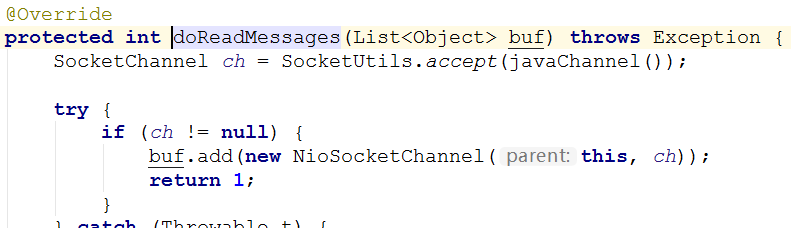 @Override
protected int doReadMessages(List<Object> buf) throws Exception {
    SocketChannel ch = SocketUtils.accept(javaChannel());

    try {
        if (ch != null) {
            buf.add(new NioSocketChannel( parent: this, ch));
            return 1;
        }
    } catch (Throwable t) {